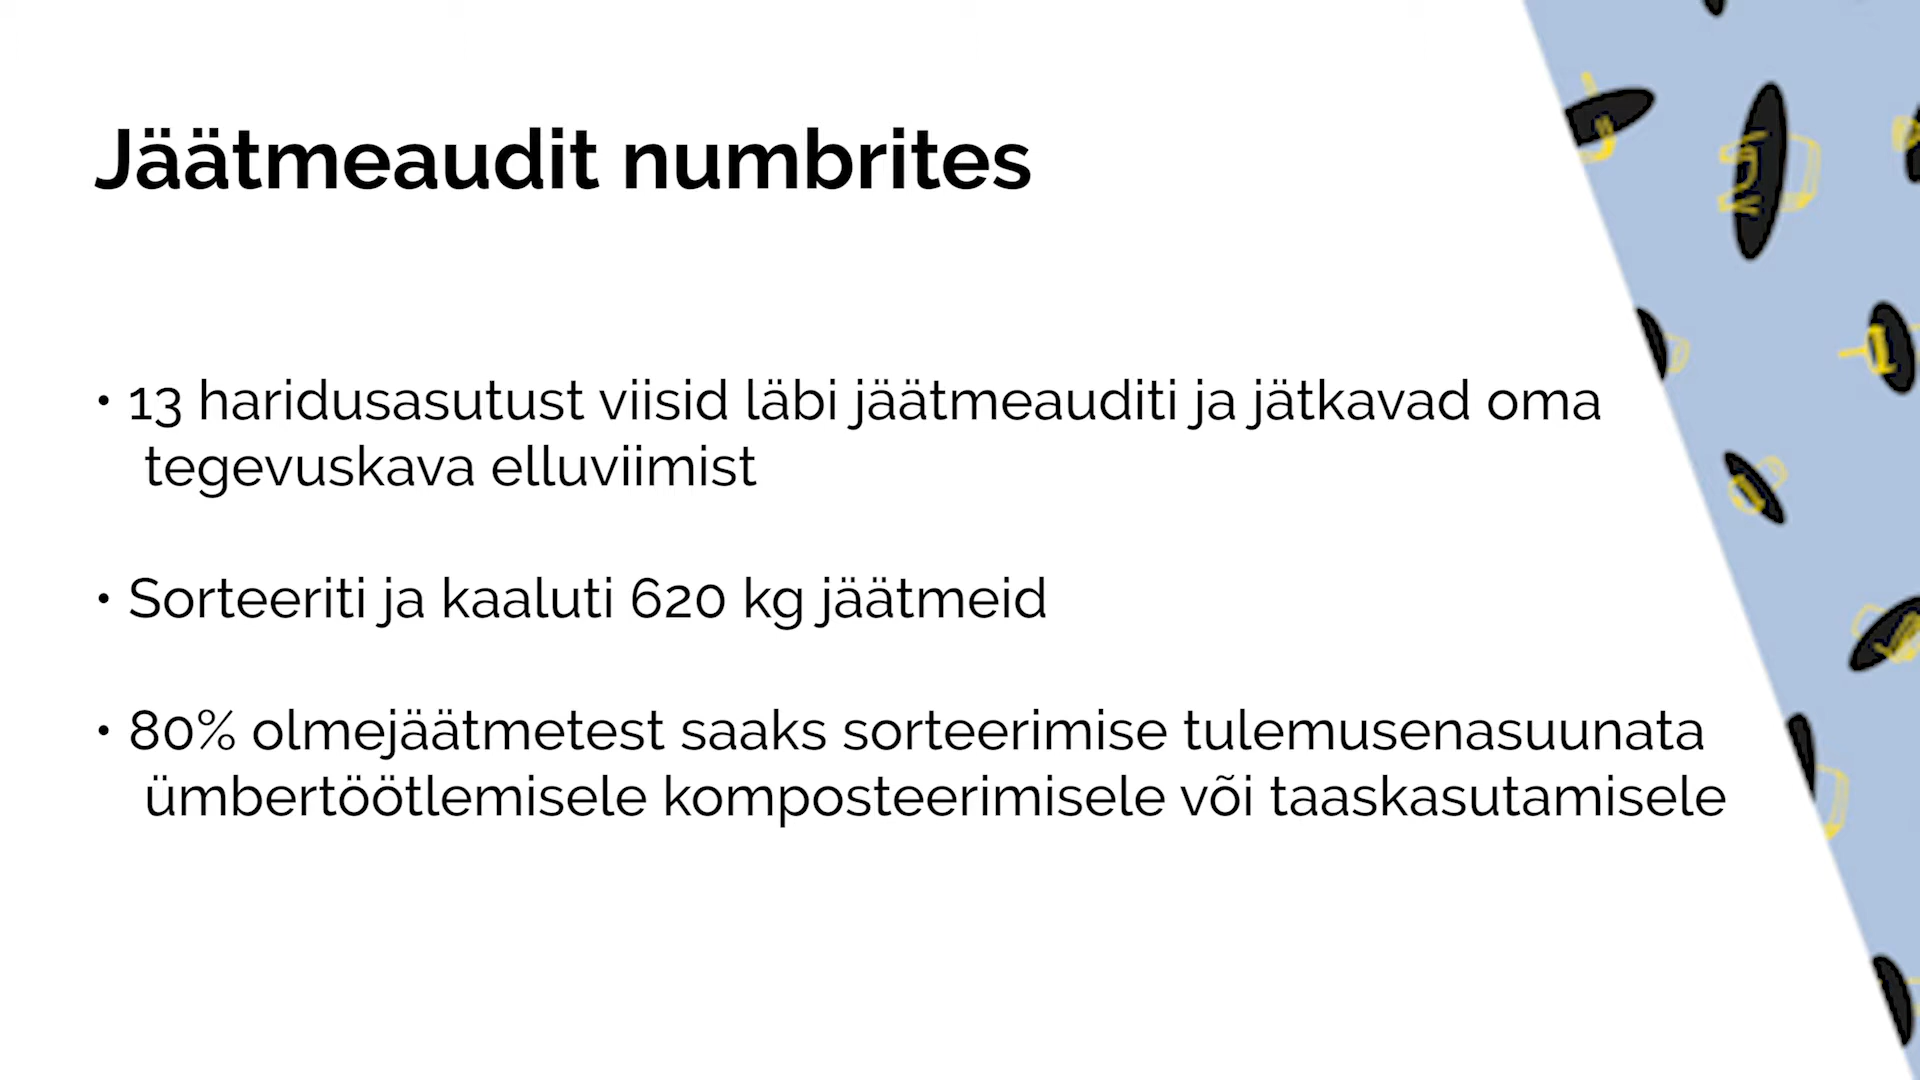 Jäätmeaudit numbrites
• 13 haridusasutust viisid läbi jäätmeauditi ja jätkavad oma
tegevuskava elluviimist
• Sorteeriti ja kaaluti 620 kg jäätmeid
• 80% olmejäätmetest saaks sorteerimise tulemusenasuunata
ümbertöötlemisele komposteerimisele või taaskasutamisele